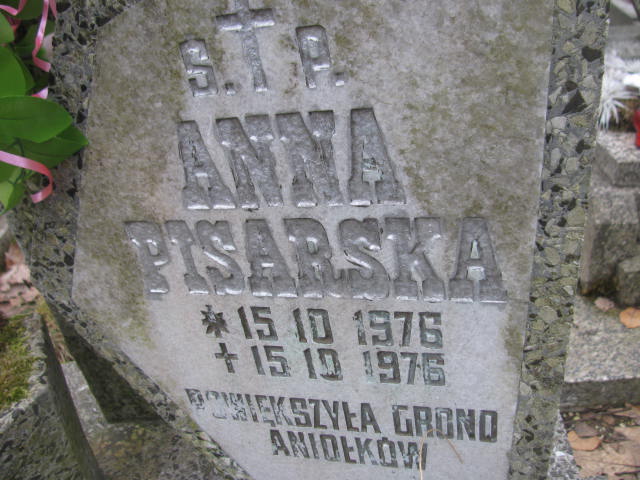 Ś. P.
ANNA
PISARSKA
* 15 10 1976
+ 15.10 1976
POWIĘKSZYŁA GRONO
ANIOŁKÓW